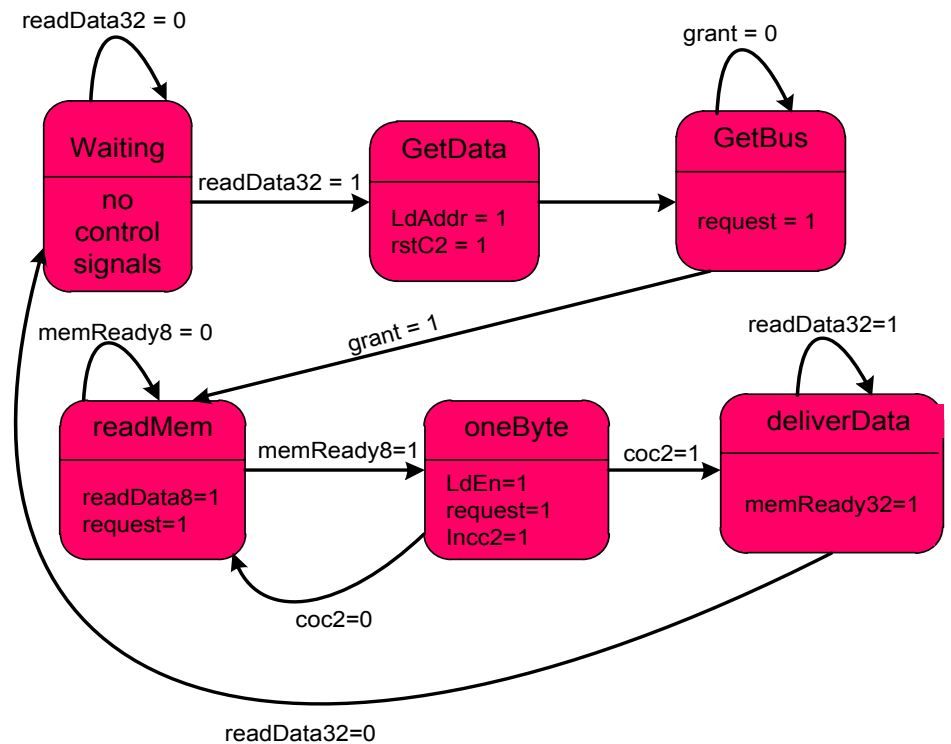 readData32 = 0
grant = 0
Waiting
no
control
signals
readData32 = 1
GetData
LdAddr = 1
rstC2 = 1
GetBus
request = 1
grant = 1
memReady8 = 0
readData32=1
readMem
readData8=1
request=1
memReady8=1
oneByte
LdEn=1
request=1
Incc2=1
coc2=1
deliverData
memReady32=1
coc2=0
readData32=0